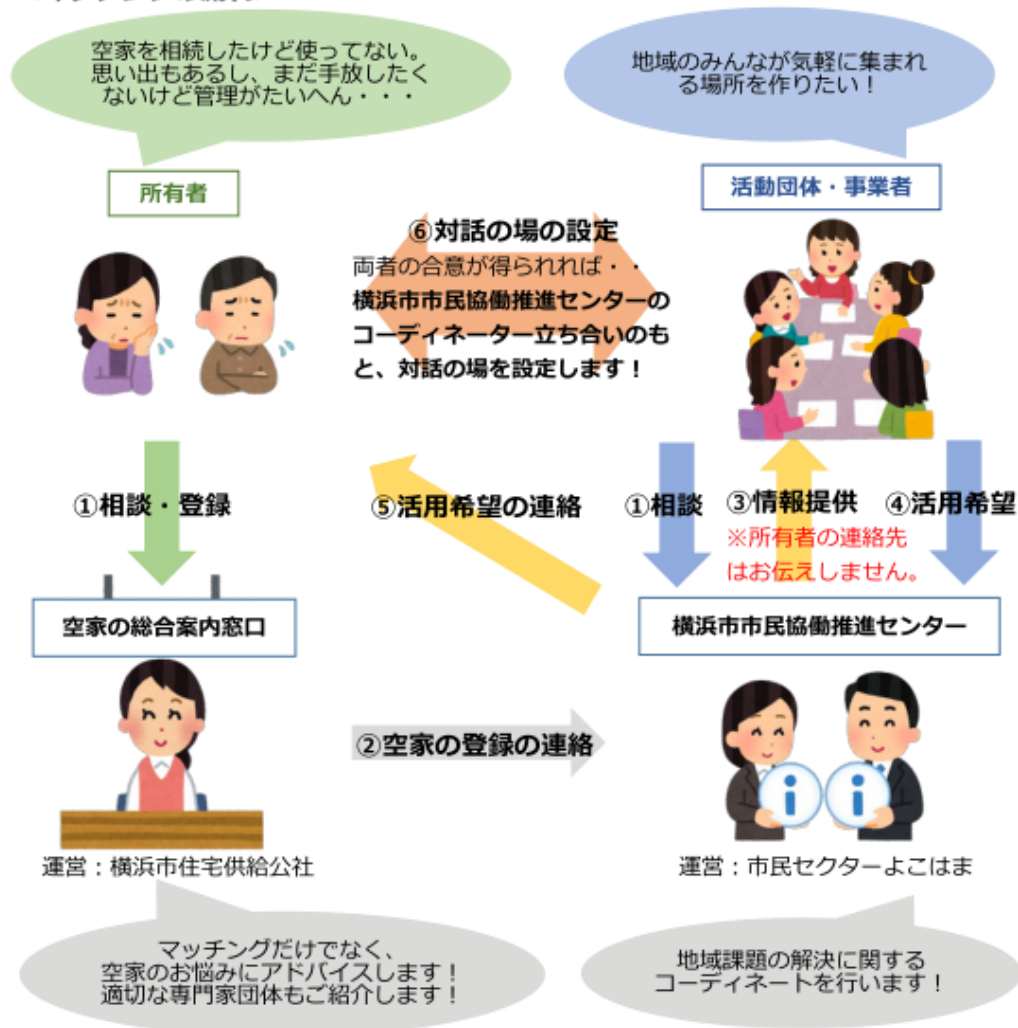 空家を相続したけど使ってない。
思い出もあるし、まだ手放したく
ないけど管理がたいへん・・・
地域のみんなが気軽に集まれ
る場所を作りたい！
所有者
活動団体・事業者
⑥対話の場の設定
両者の合意が得られれば・・
横浜市市民協働推進センターの
コーディネーター立ち合いのも
と、対話の場を設定します！
①相談・登録
⑤活用希望の連絡
①相談
③情報提供
※所有者の連絡先
はお伝えしません。
④活用希望
空家の総合案内窓口
横浜市市民協働推進センター
②空家の登録の連絡
運営：横浜市住宅供給公社
運営：市民セクターよこはま
マッチングだけでなく、
空家のお悩みにアドバイスします！
適切な専門家団体もご紹介します！
地域課題の解決に関する
コーディネートを行います！